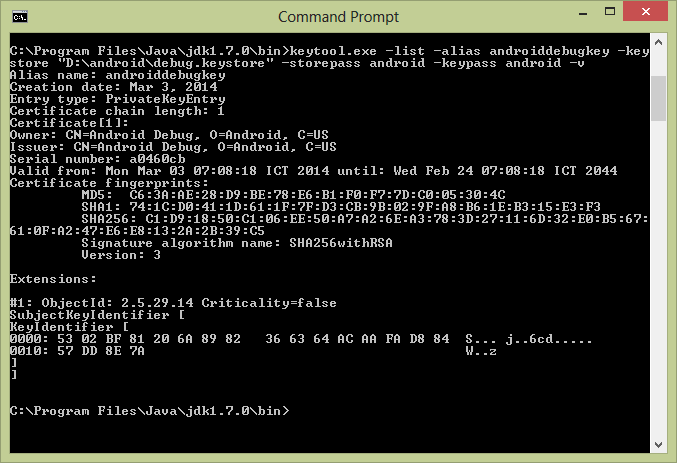 Command Prompt
C:\Program Files\Java\jdk1.7.0\bin>keytool.exe -list -alias androiddebugkey -key
store "D:\android\debug.keystore" -storepass android -keypass android -v
Alias name: androiddebugkey
Creation date: Mar 3, 2014
Entry type: PrivateKeyEntry
Certificate chain length: 1
Certificate[1]:
Owner: CN=Android Debug, O=Android, C=US
Issuer: CN=Android Debug, O=Android, C=US
Serial number: a0460cb
Valid from: Mon Mar 03 07:08:18 ICT 2014 until: Wed Feb 24 07:08:18 ICT 2044
Certificate fingerprints:
MD5:  C6:3A:AE:28:D9:BE:78:E6:B1:F0:F7:7D:C0:05:30:4C
SHA1: 74:1C:D0:41:1D:61:1F:7F:D3:CB:9B:02:9F:A8:B6:1E:B3:15:E3:F3
SHA256: C1:D9:18:50:C1:06:EE:50:A7:A2:6E:A3:78:3D:27:11:6D:32:E0:B5:67:
61:0F:A2:47:E6:E8:13:2A:2B:39:C5
Signature algorithm name: SHA256withRSA
Version: 3
Extensions:
#1: ObjectId: 2.5.29.14 Criticality=false
SubjectKeyIdentifier [
KeyIdentifier [
0000: 53 02 BF 81 20 6A 89 82   36 63 64 AC AA FA D8 84  S... j..6cd.....
0010: 57 DD 8E 7A                                        W..z
]
]
C:\Program Files\Java\jdk1.7.0\bin>